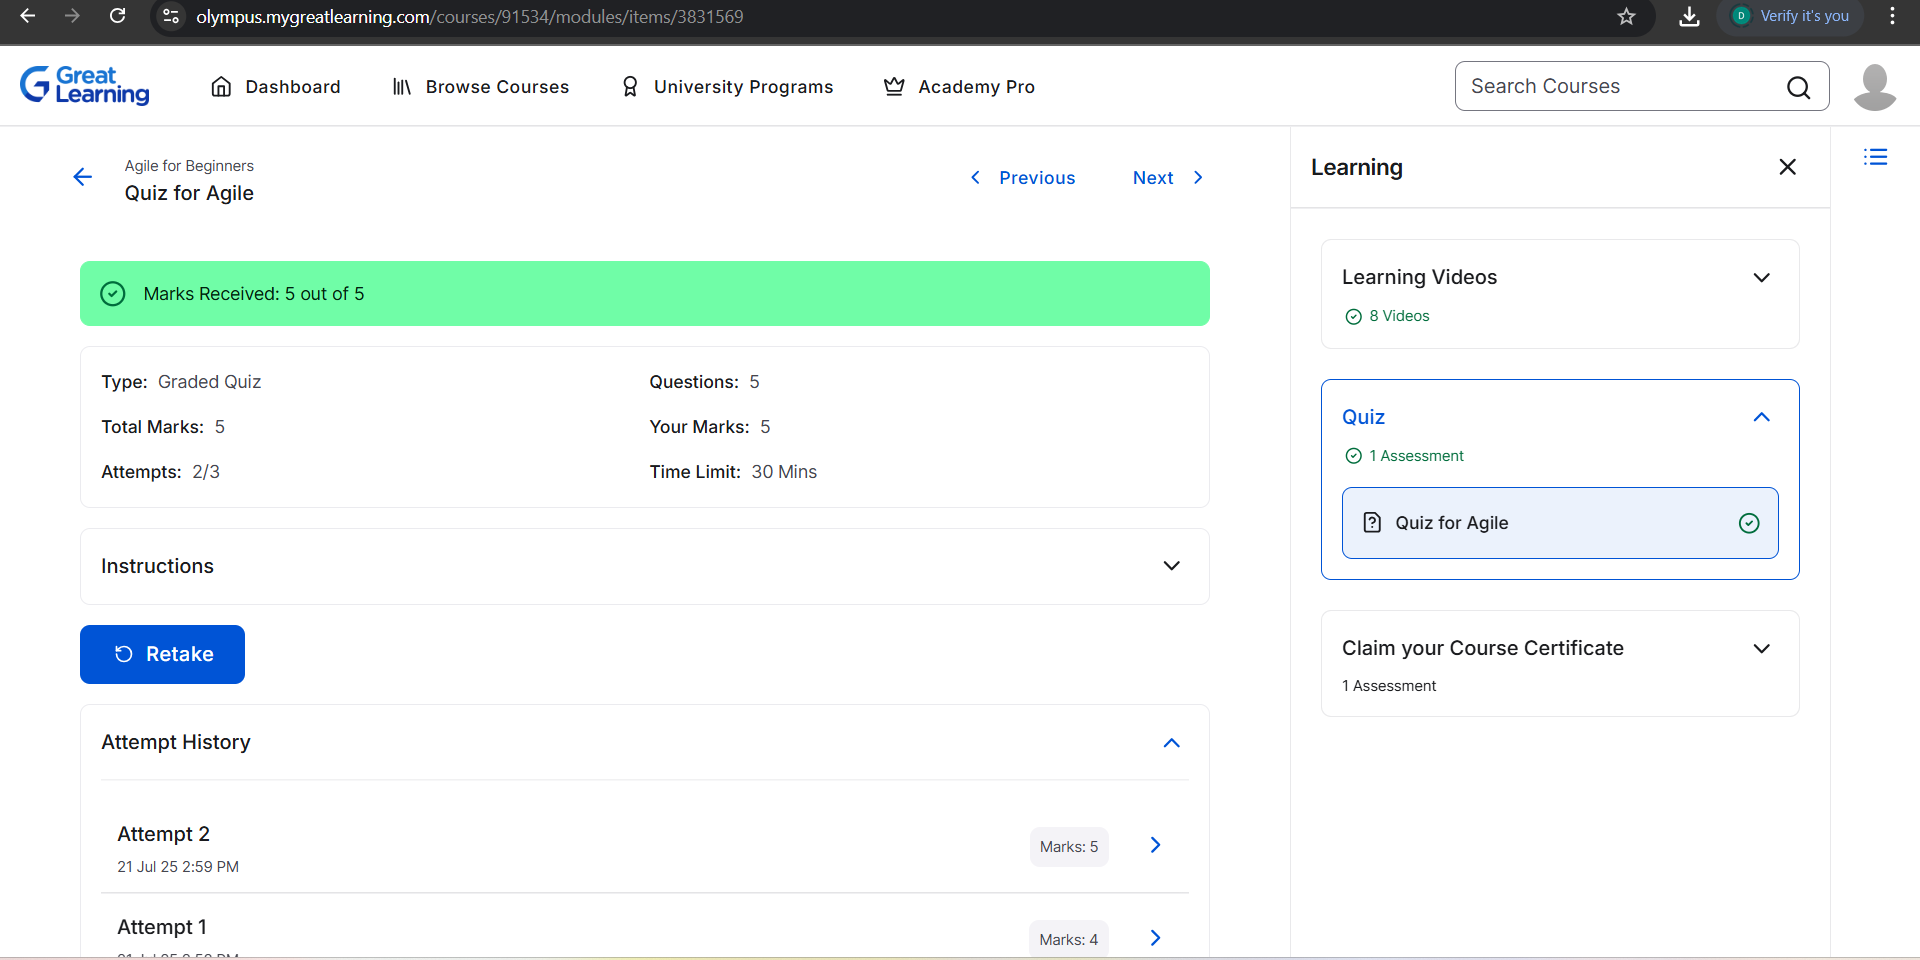 olympus.mygreatlearning.com/courses/91534/modules/items/3831569
D Verify it's you
Great Learning
Dashboard
Browse Courses
University Programs
Academy Pro
Search Courses
Agile for Beginners
Quiz for Agile
Previous
Next
Marks Received: 5 out of 5
Type: Graded Quiz
Questions: 5
Total Marks: 5
Your Marks: 5
Attempts: 2/3
Time Limit: 30 Mins
Instructions
Retake
Attempt History
Attempt 2
21 Jul 25 2:59 PM
Marks: 5
Attempt 1
Marks: 4
Learning
Learning Videos
8 Videos
Quiz
1 Assessment
Quiz for Agile
Claim your Course Certificate
1 Assessment